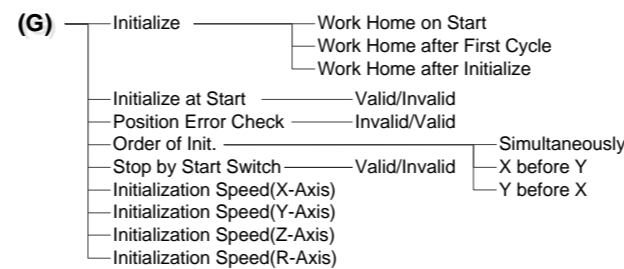 (G) Initialize Work Home on Start
Work Home after First Cycle
Work Home after Initialize
Initialize at Start Valid/Invalid
Position Error Check Invalid/Valid
Order of Init. Simultaneously
Stop by Start Switch Valid/Invalid X before Y
Initialization Speed(X-Axis) Y before X
Initialization Speed(Y-Axis)
Initialization Speed(Z-Axis)
Initialization Speed(R-Axis)